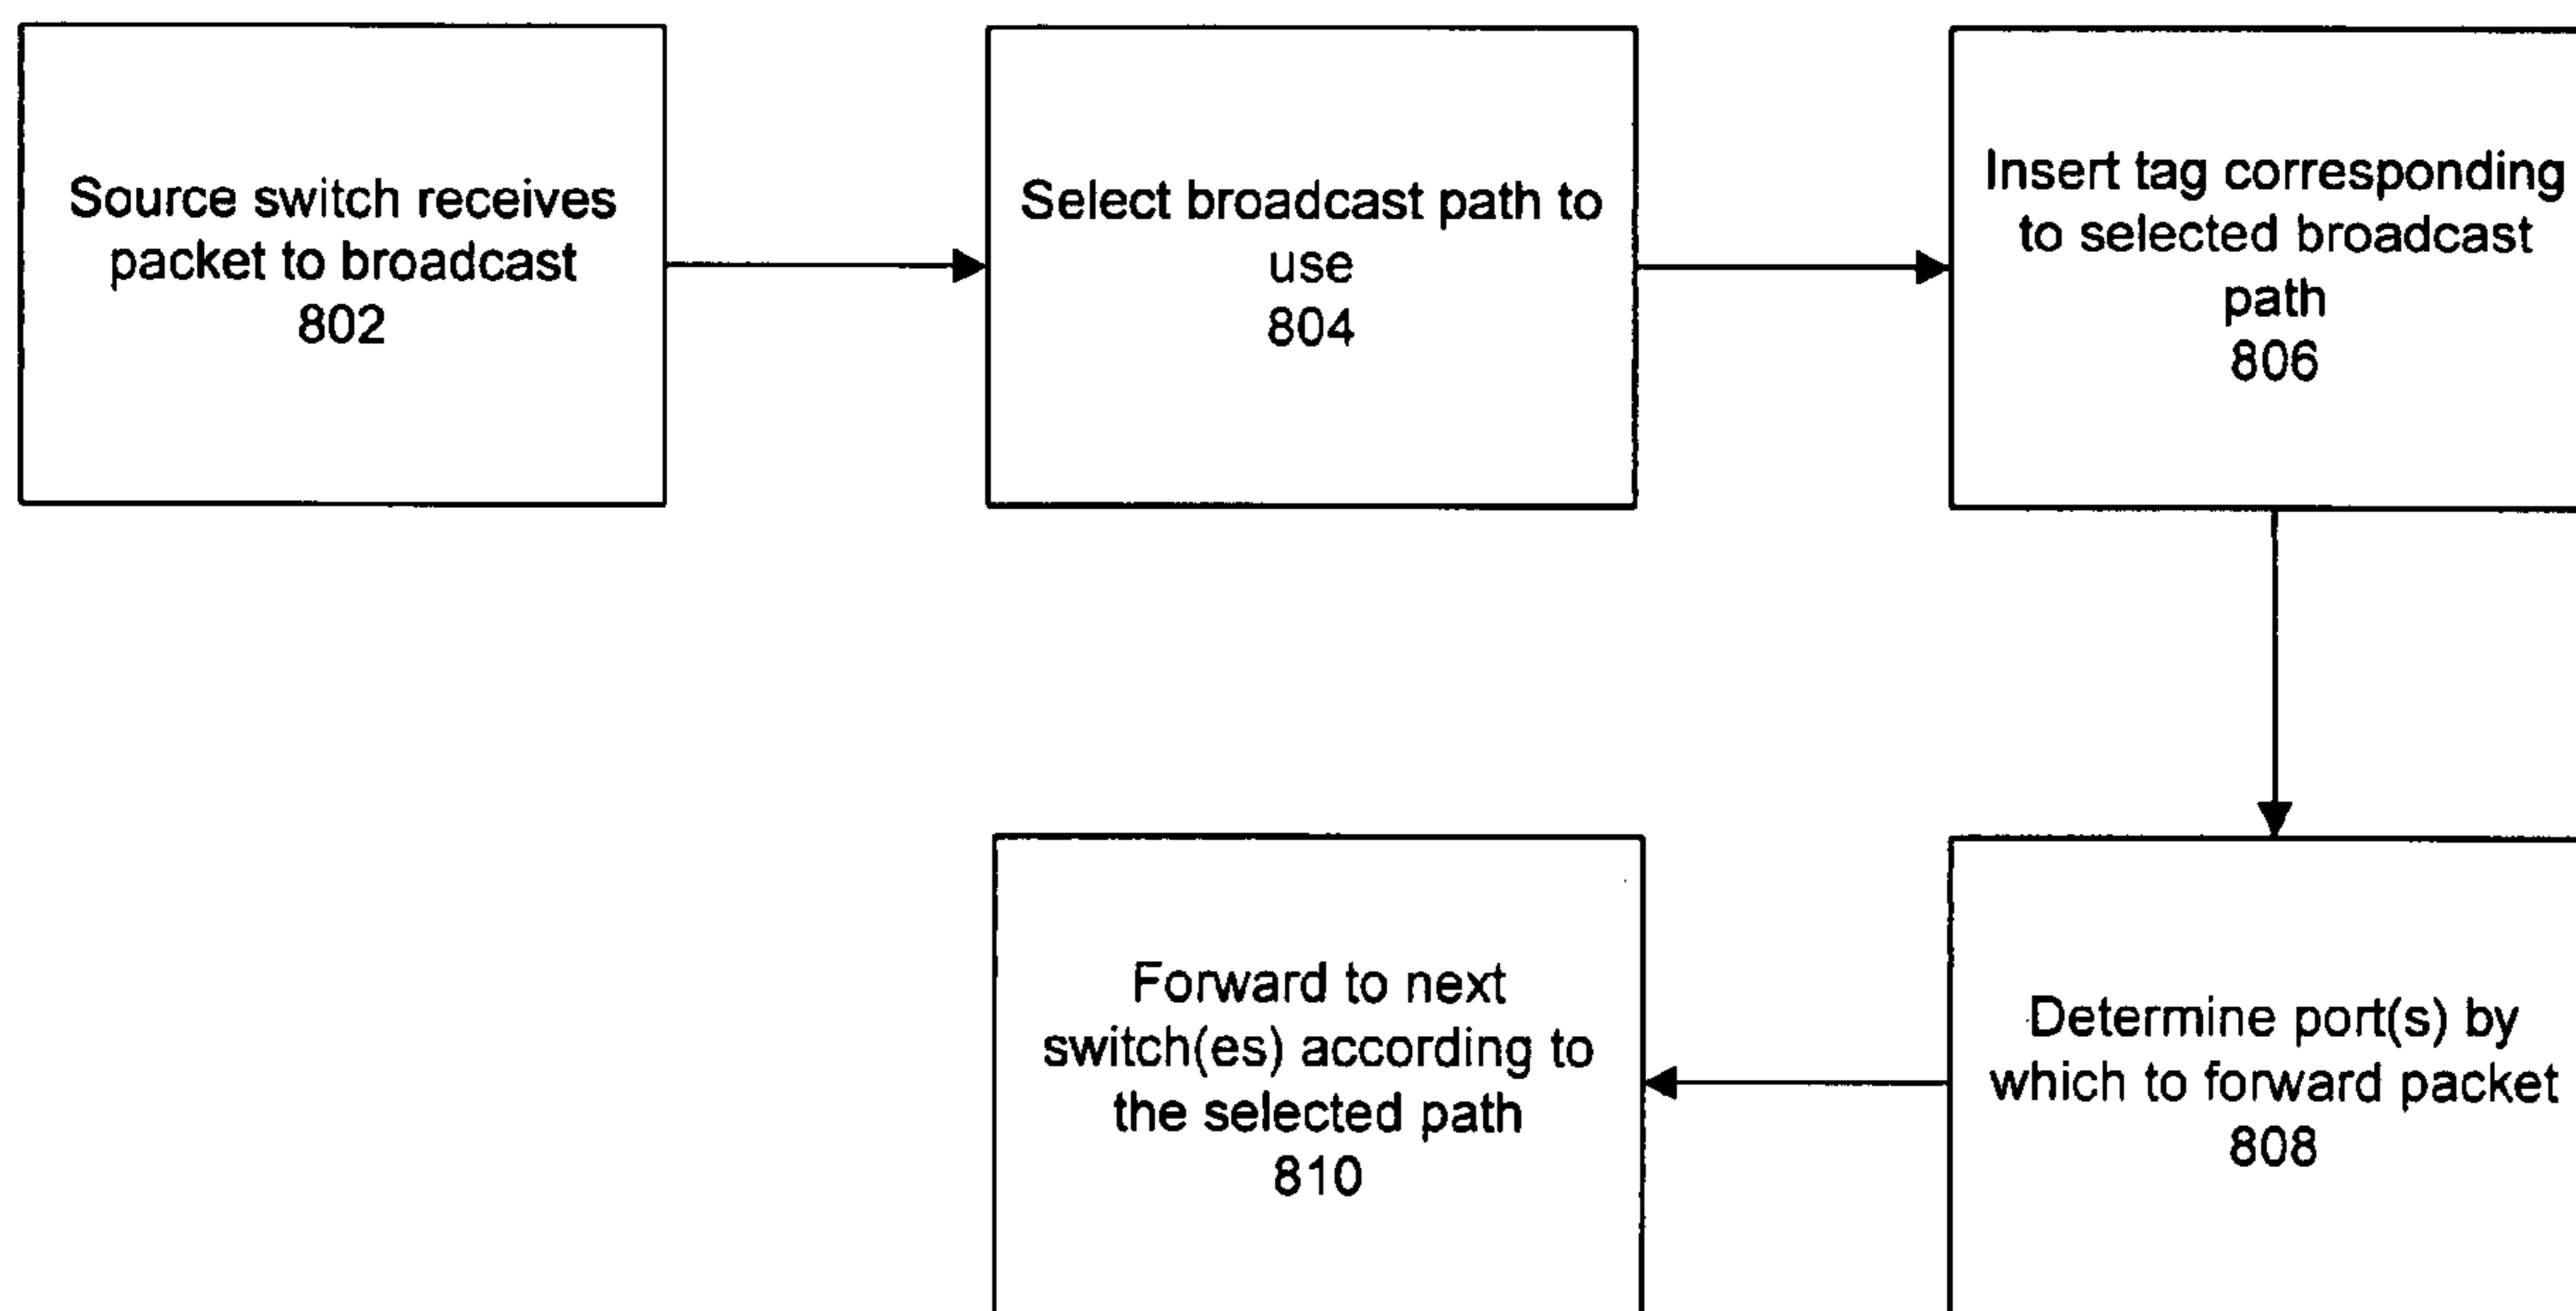 Source switch receives
packet to broadcast
802
Select broadcast path to
use
804
Insert tag corresponding
to selected broadcast
path
806
Determine port(s) by
which to forward packet
808
Forward to next
switch(es) according to
the selected path
810